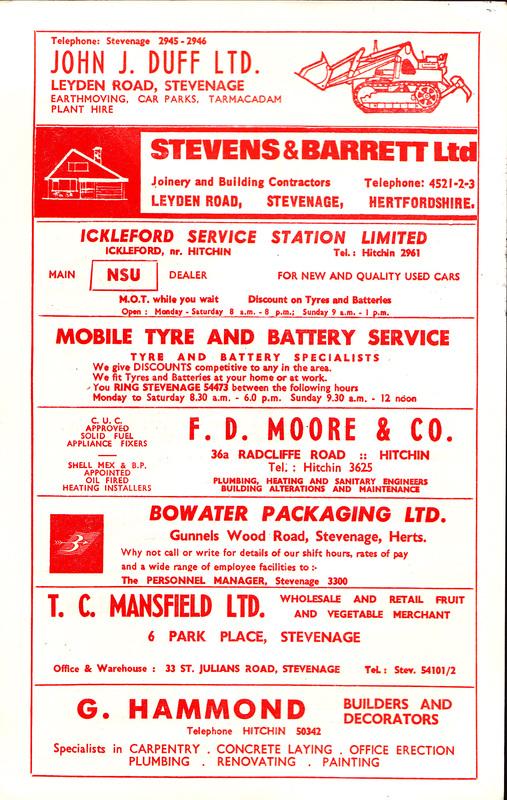 Telephone: Stevenage 2945-2946
JOHN J. DUFF LTD.
LEYDEN ROAD, STEVENAGE
EARTHMOVING, CAR PARKS, TARMACADAM
PLANT HIRE
STEVENS & BARRETT Ltd
Joinery and Building Contractors Telephone: 4521-2-3
LEYDEN ROAD, STEVENAGE, HERTFORDSHIRE.
ICKLEFORD SERVICE STATION LIMITED
ICKLEFORD, nr. HITCHIN Tel.: Hitchin 2961
MAIN NSU DEALER FOR NEW AND QUALITY USED CARS
M.O.T. while you wait Discount on Tyres and Batteries
Open: Monday - Saturday 8 a.m. - 8 p.m.; Sunday 9 a.m. - 1 p.m.
MOBILE TYRE AND BATTERY SERVICE
TYRE AND BATTERY SPECIALISTS
We give DISCOUNTS competitive to any in the area.
We fit Tyres and Batteries at your home or at work.
You RING STEVENAGE 54473 between the following hours
Monday to Saturday 8.30 a.m. - 6.0 p.m. Sunday 9.30 a.m. - 12 noon
C. U. C.
APPROVED
SOLID FUEL
APPLIANCE FIXERS
SHELL MEX & B.P.
APPOINTED
OIL FIRED
HEATING INSTALLERS
F. D. MOORE & CO.
36a RADCLIFFE ROAD :: HITCHIN
Tel. : Hitchin 3625
PLUMBING, HEATING AND SANITARY ENGINEERS
BUILDING ALTERATIONS AND MAINTENANCE
BOWATER PACKAGING LTD.
Gunnels Wood Road, Stevenage, Herts.
Why not call or write for details of our shift hours, rates of pay
and a wide range of employee facilities to :-
The PERSONNEL MANAGER, Stevenage 3300
T. C. MANSFIELD LTD. WHOLESALE AND RETAIL FRUIT
AND VEGETABLE MERCHANT
6 PARK PLACE, STEVENAGE
Office & Warehouse : 33 ST. JULIANS ROAD, STEVENAGE Tel.: Stev. 54101/2
G. HAMMOND BUILDERS AND
DECORATORS
Telephone HITCHIN 50342
Specialists in CARPENTRY . CONCRETE LAYING . OFFICE ERECTION
PLUMBING . RENOVATING . PAINTING